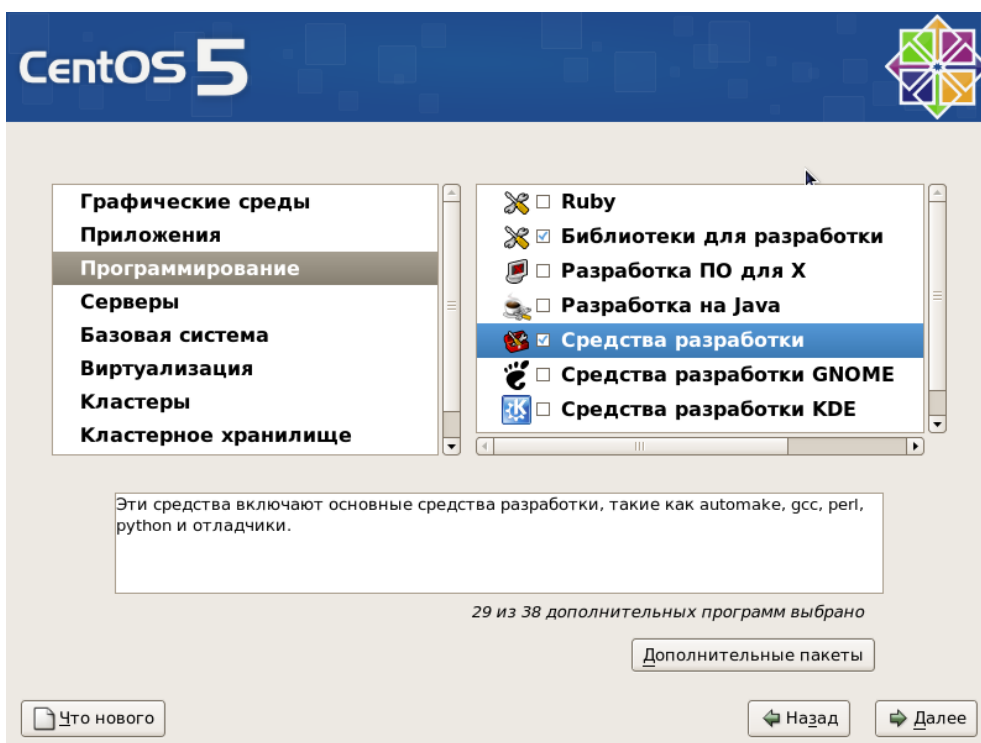 CentOS 5
Графические среды
Приложения
Программирование
Серверы
Базовая система
Виртуализация
Кластеры
Кластерное хранилище
Ruby
Библиотеки для разработки
Разработка ПО для X
Разработка на Java
Средства разработки
Средства разработки GNOME
Средства разработки KDE
Эти средства включают основные средства разработки, такие как automake, gcc, perl,
python и отладчики.
29 из 38 дополнительных программ выбрано
Дополнительные пакеты
Что нового
Назад
Далее